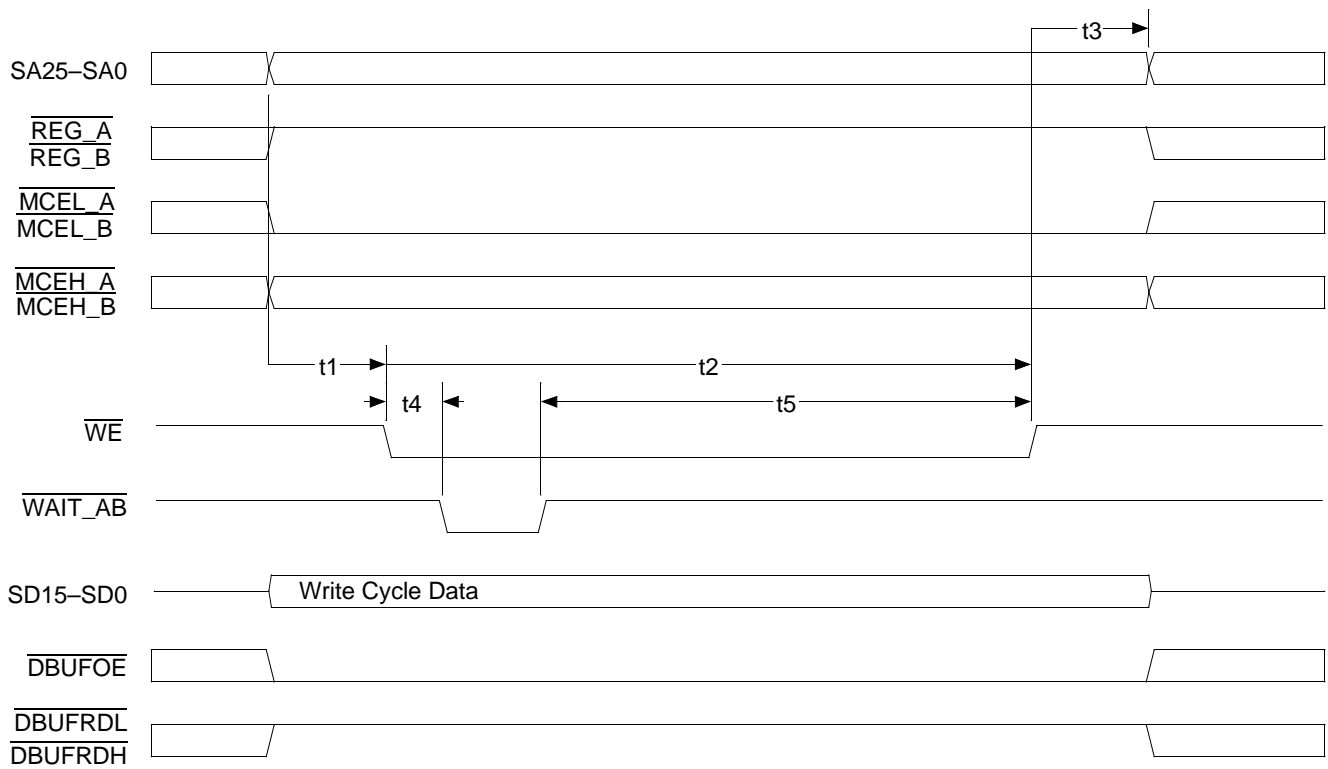 t3
SA25–SA0
REG_A
REG_B
MCEL_A
MCEL_B
MCEH_A
MCEH_B
t1 t2
t4 t5
WE
WAIT_AB
SD15–SD0 Write Cycle Data
DBUFOE
DBUFRDL
DBUFRDH